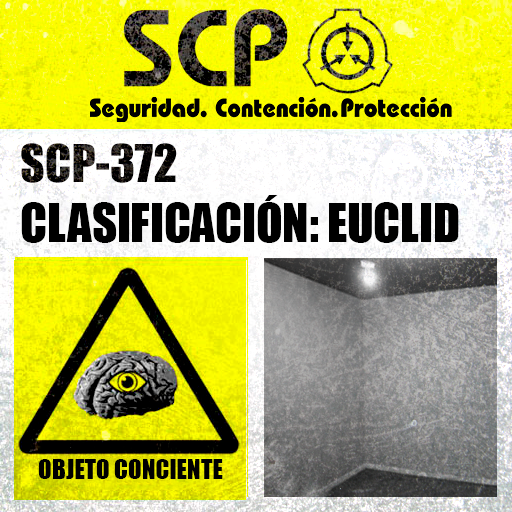 SCP
Seguridad. Contención.Protección
SCP-372
CLASIFICACIÓN: EUCLID
OBJETO CONCIENTE